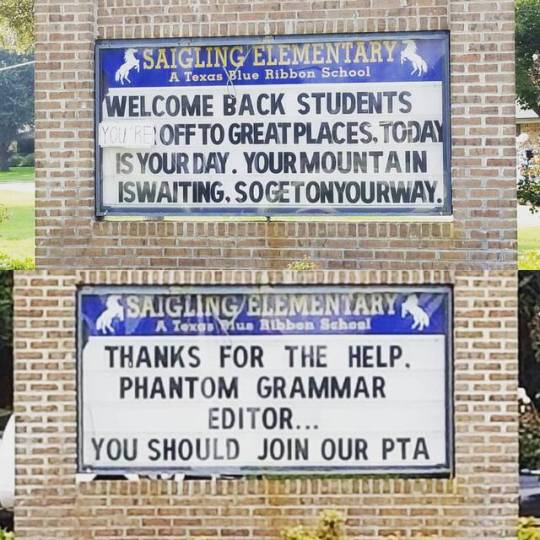 SAIGLING ELEMENTARY
A Texas Blue Ribbon School
WELCOME BACK STUDENTS
YOU'RE OFF TO GREAT PLACES. TODAY
IS YOUR DAY. YOUR MOUNTAIN
IS WAITING. SO GET ON YOUR WAY.
SAIGLING ELEMENTARY
A Texas Blue Ribbon School
THANKS FOR THE HELP.
PHANTOM GRAMMAR
EDITOR...
YOU SHOULD JOIN OUR PTA